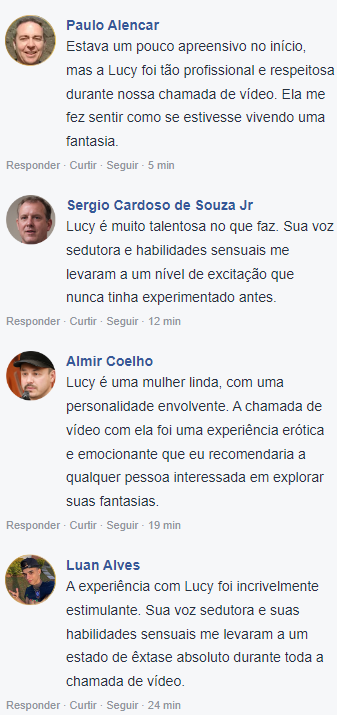 Paulo Alencar
Estava um pouco apreensivo no início,
mas a Lucy foi tão profissional e respeitosa
durante nossa chamada de vídeo. Ela me
fez sentir como se estivesse vivendo uma
fantasia.
Responder · Curtir · Seguir · 5 min
Sergio Cardoso de Souza Jr
Lucy é muito talentosa no que faz. Sua voz
sedutora e habilidades sensuais me
levaram a um nível de excitação que
nunca tinha experimentado antes.
Responder · Curtir · Seguir · 12 min
Almir Coelho
Lucy é uma mulher linda, com uma
personalidade envolvente. A chamada de
vídeo com ela foi uma experiência erótica
e emocionante que eu recomendaria a
qualquer pessoa interessada em explorar
suas fantasias.
Responder · Curtir · Seguir · 19 min
Luan Alves
A experiência com Lucy foi incrivelmente
estimulante. Sua voz sedutora e suas
habilidades sensuais me levaram a um
estado de êxtase absoluto durante toda a
chamada de vídeo.
Responder · Curtir · Seguir · 24 min